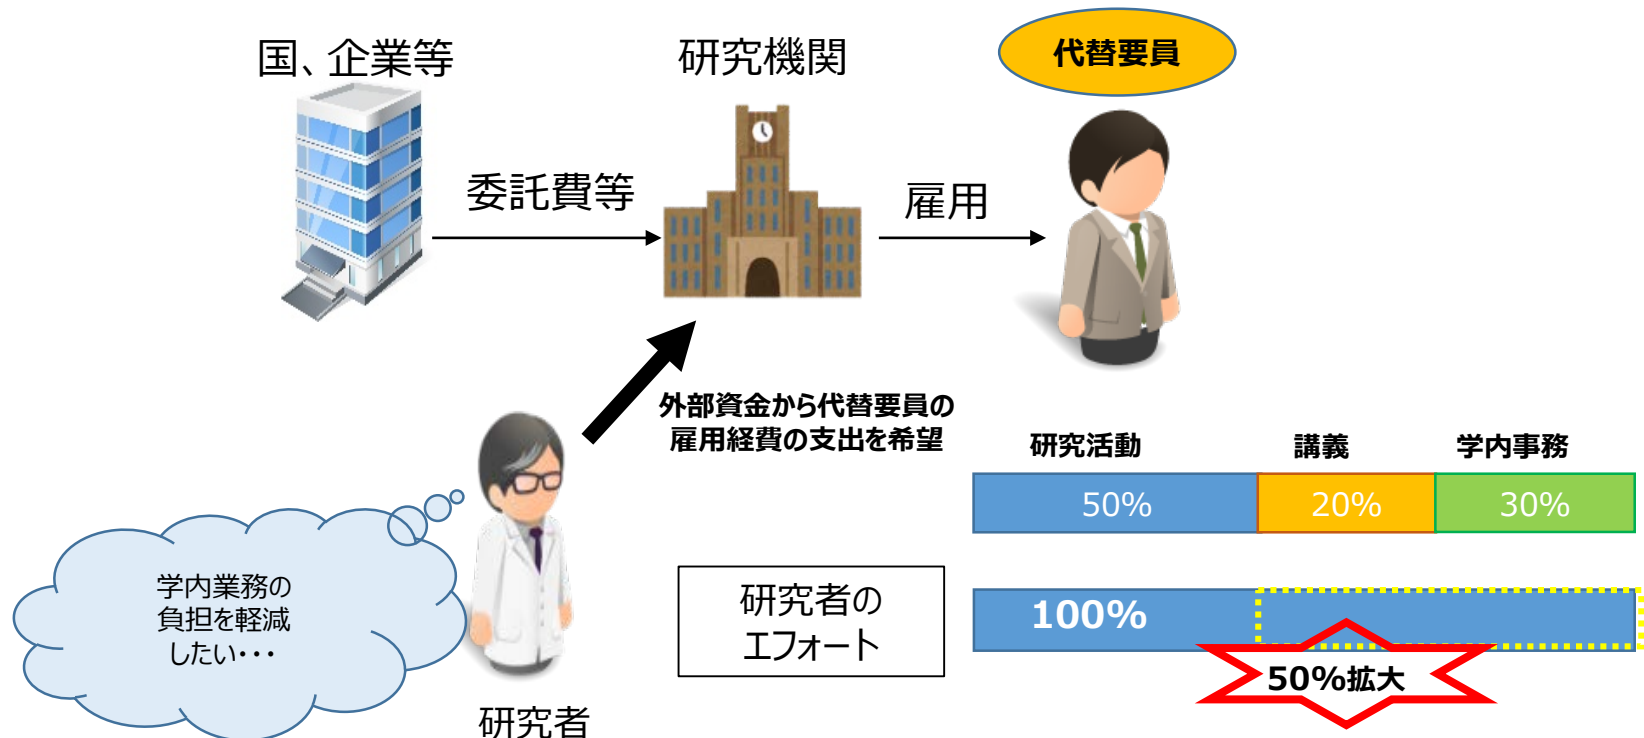 国、企業等
研究機関
代替要員
委託費等
雇用
外部資金から代替要員の
雇用経費の支出を希望
研究活動
講義
学内事務
50%
20%
30%
学内業務の
負担を軽減
したい・・・
研究者の
エフォート
100%
50%拡大
研究者